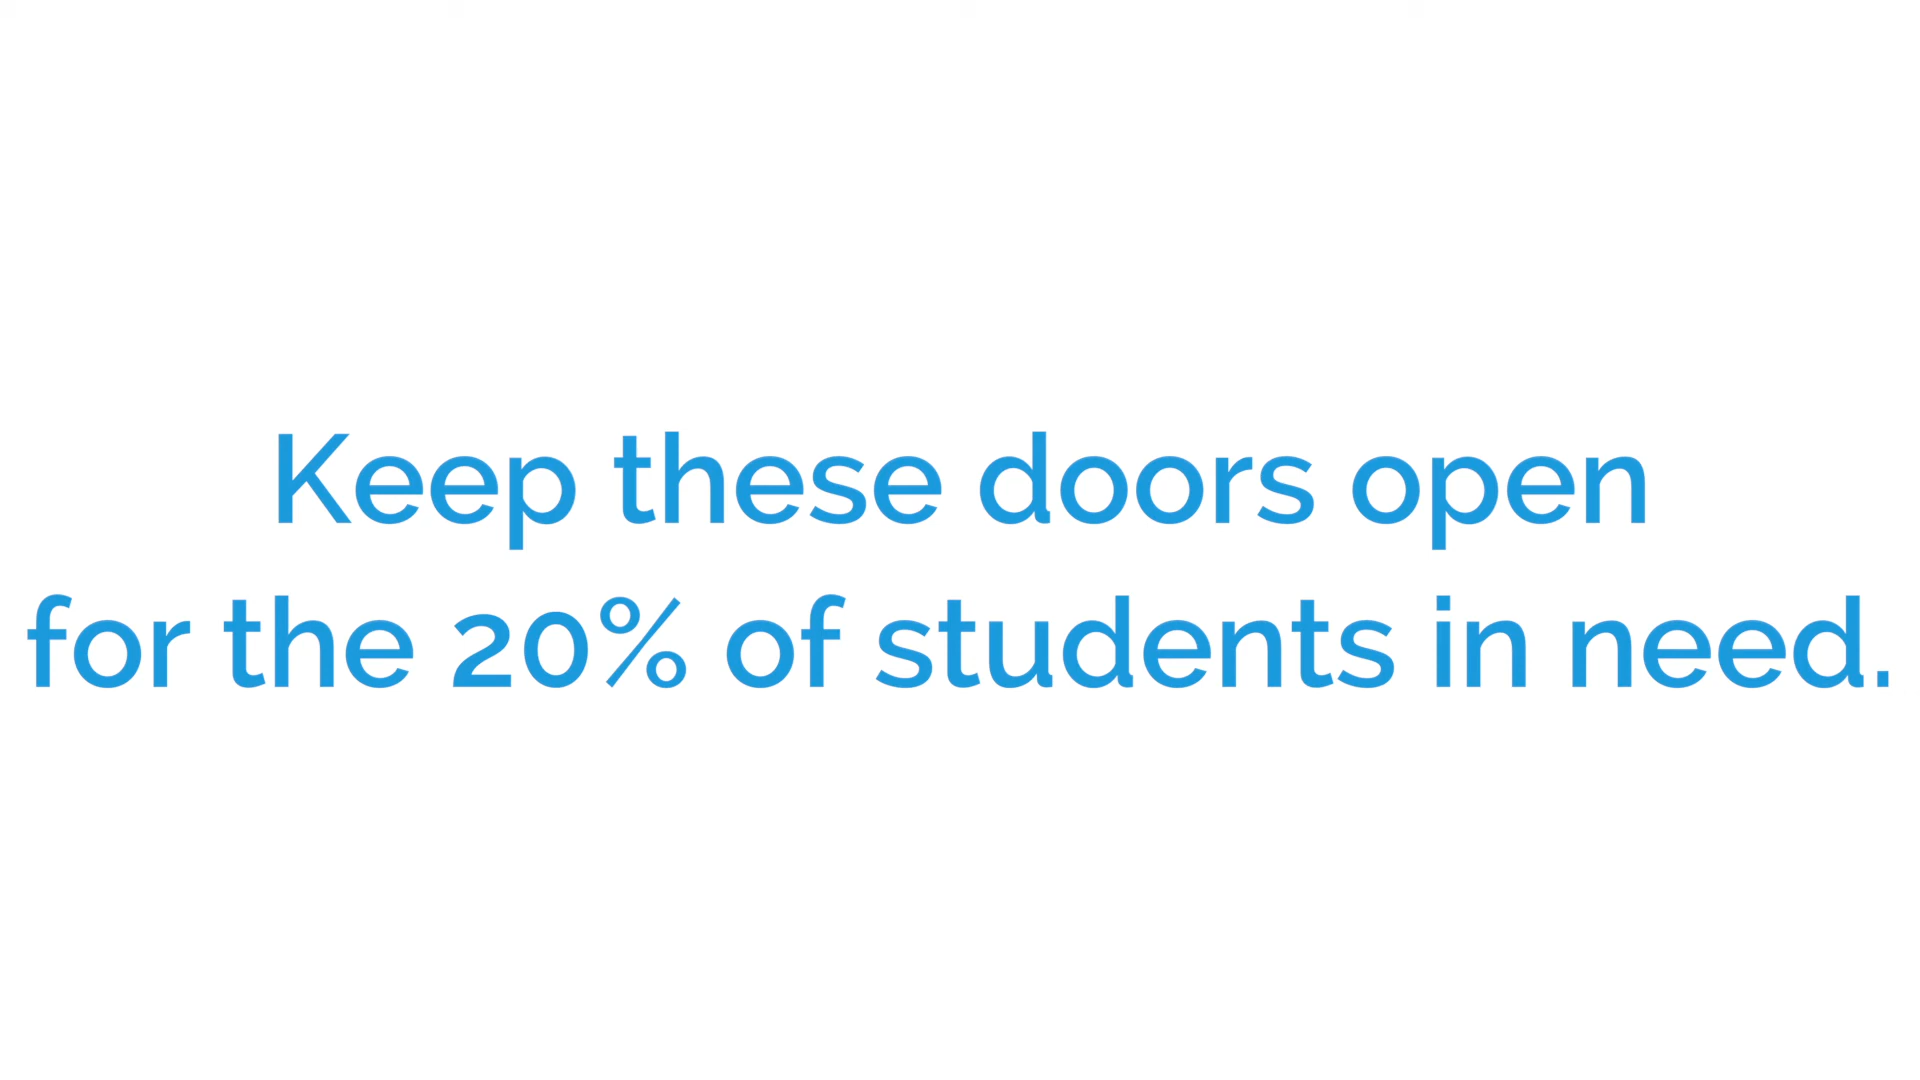 Keep these doors open
for the 20% of students in need.